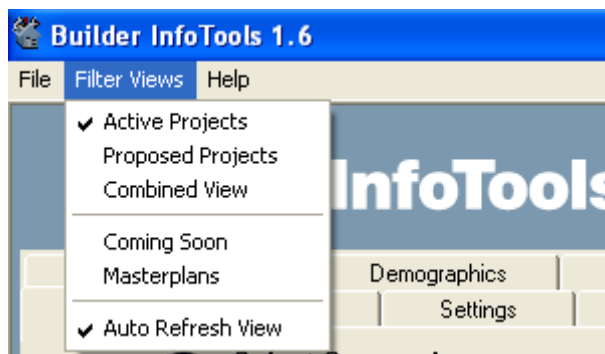 Builder InfoTools 1.6
File Filter Views Help
Active Projects
Proposed Projects
Combined View
InfoTools
Coming Soon
Masterplans
Demographics
Settings
Auto Refresh View